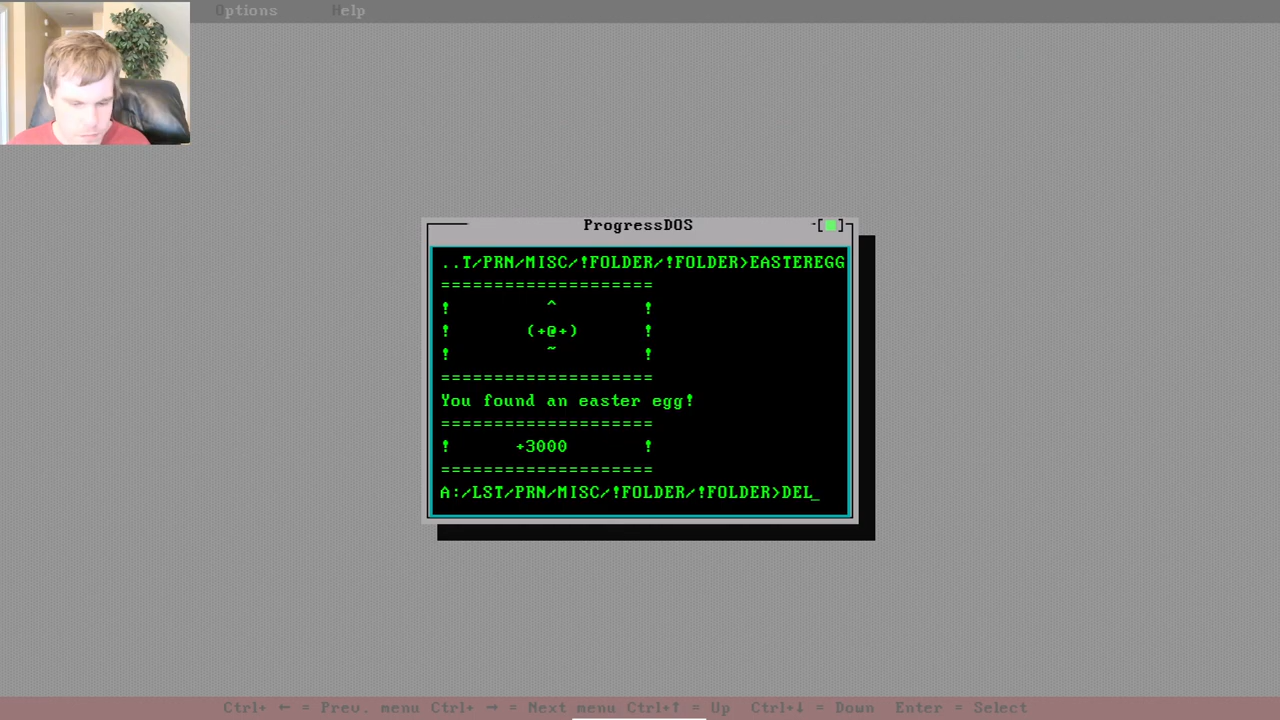 Options Help
ProgressDOS
[■]
..T/PRN/MISC/!FOLDER/!FOLDER>EASTEREGG
====================
! ^ !
! (+@+) !
! ~ !
====================
You found an easter egg!
====================
! +3000 !
====================
A:/LST/PRN/MISC/!FOLDER/!FOLDER>DEL_
Ctrl+ ← = Prev. menu Ctrl+ → = Next menu Ctrl+↑ = Up Ctrl+↓ = Down Enter = Select